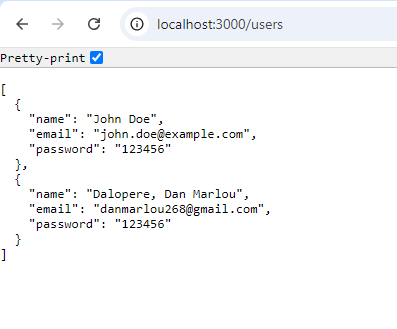 localhost:3000/users
Pretty-print
[
  {
    "name": "John Doe",
    "email": "john.doe@example.com",
    "password": "123456"
  },
  {
    "name": "Dalopere, Dan Marlou",
    "email": "danmarlou268@gmail.com",
    "password": "123456"
  }
]